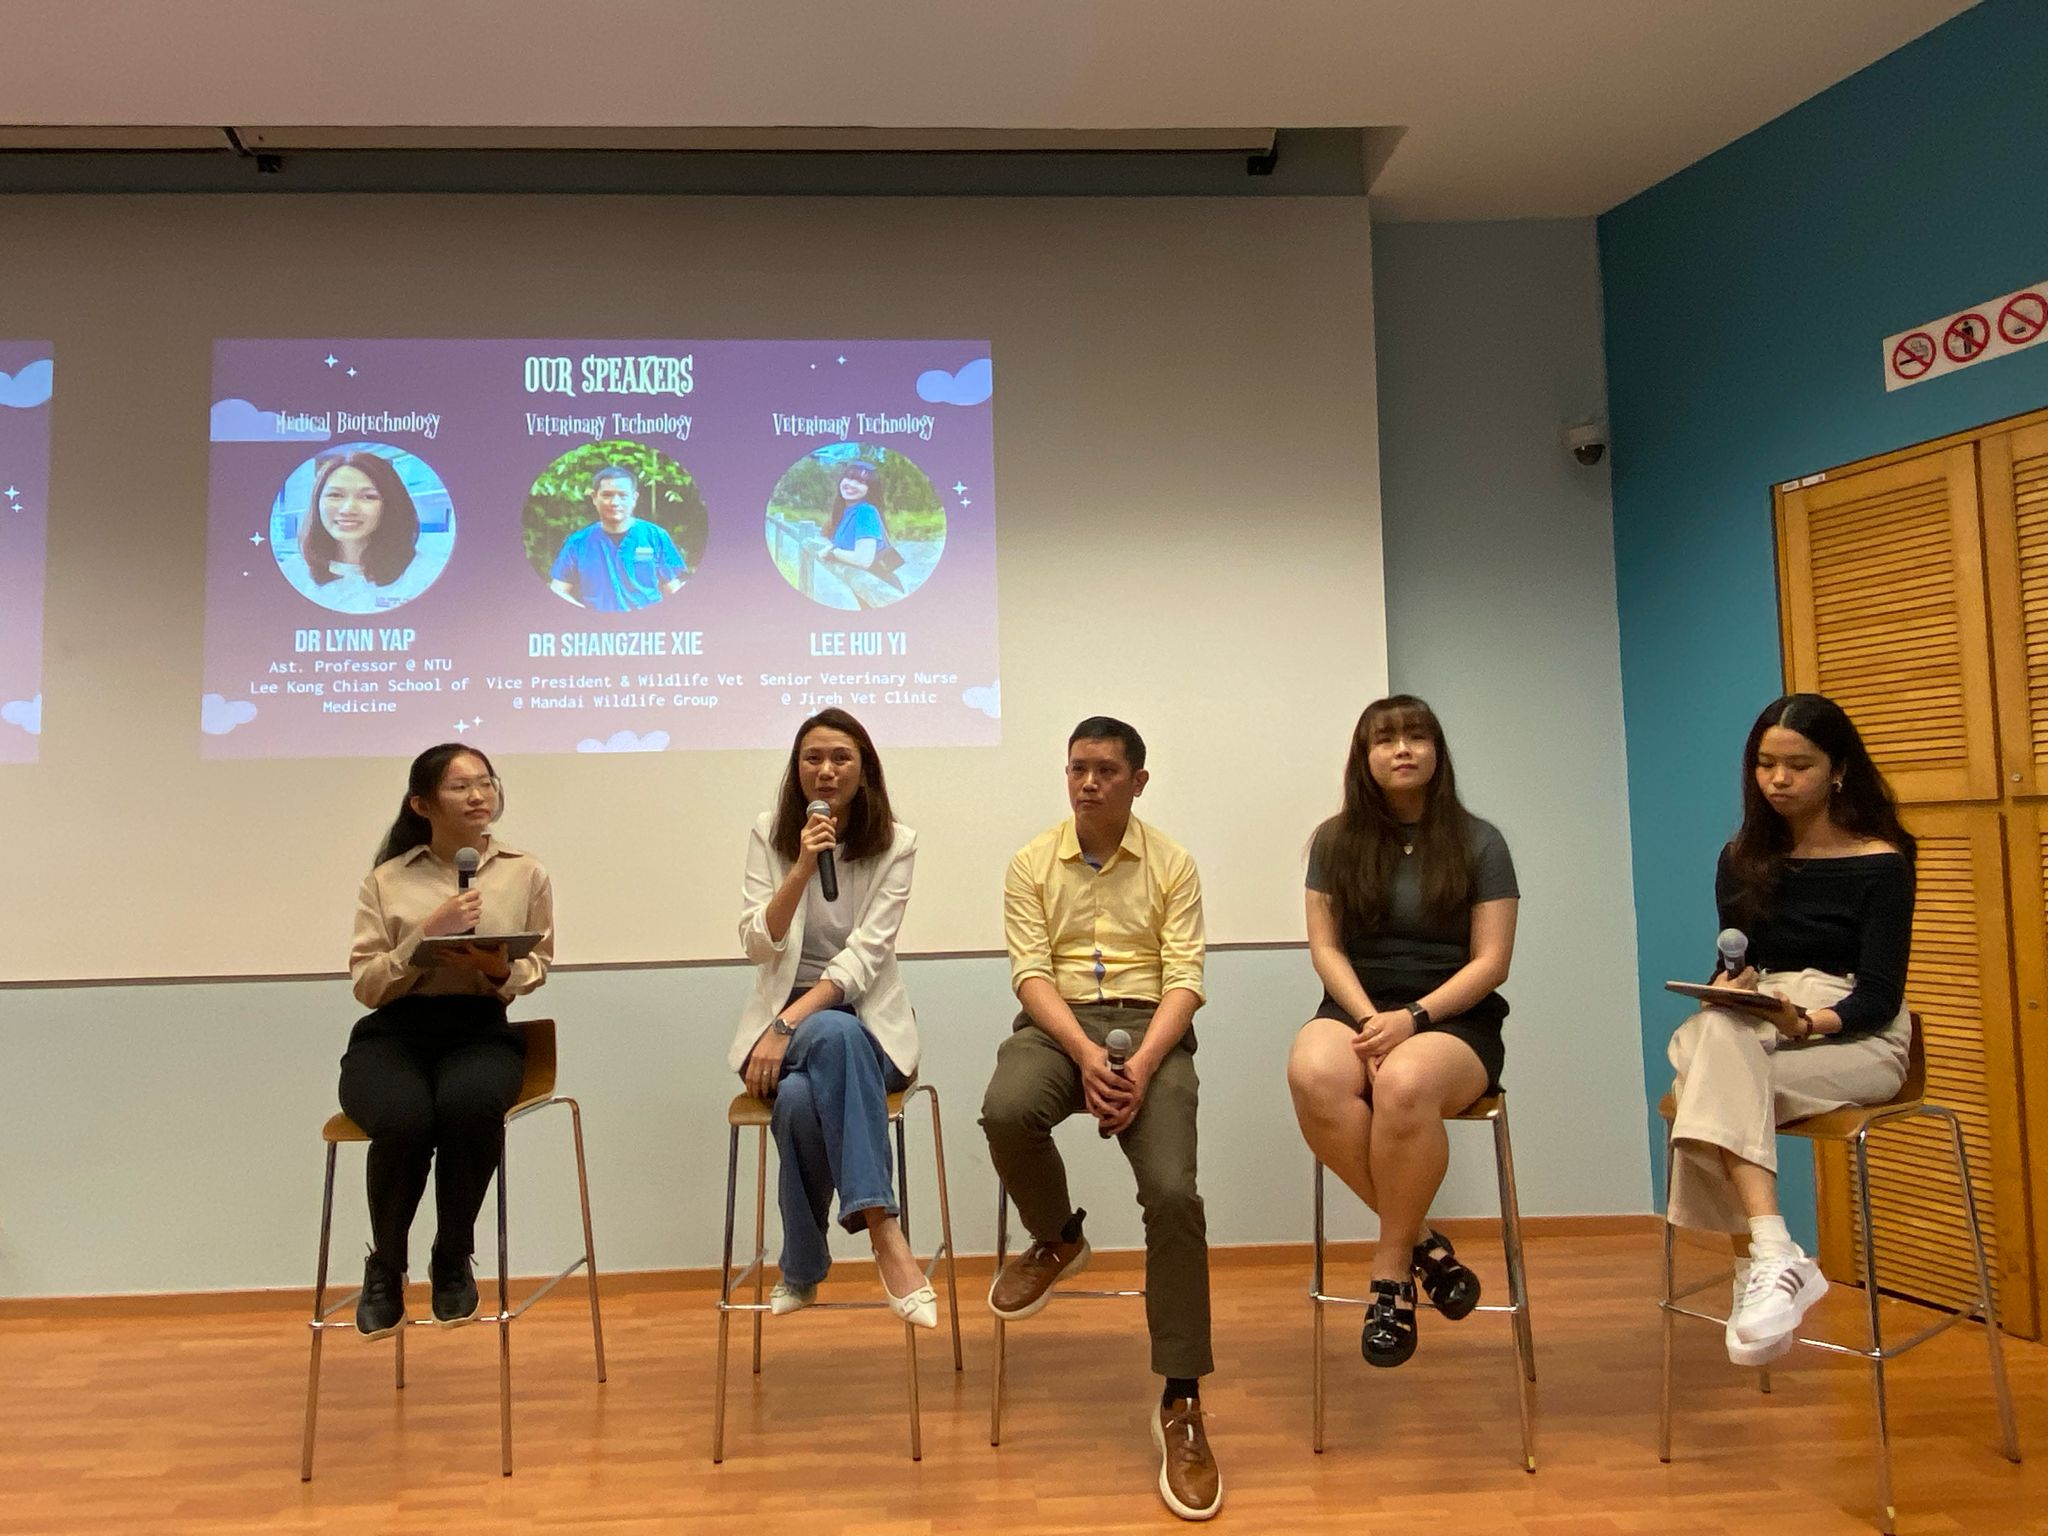 OUR SPEAKERS
Medical Biotechnology
Veterinary Technology
Veterinary Technology
DR LYNN YAP
Ast. Professor @ NTU
Lee Kong Chian School of
Medicine
DR SHANGZHE XIE
Vice President & Wildlife Vet
@ Mandai Wildlife Group
LEE HUI YI
Senior Veterinary Nurse
@ Jireh Vet Clinic